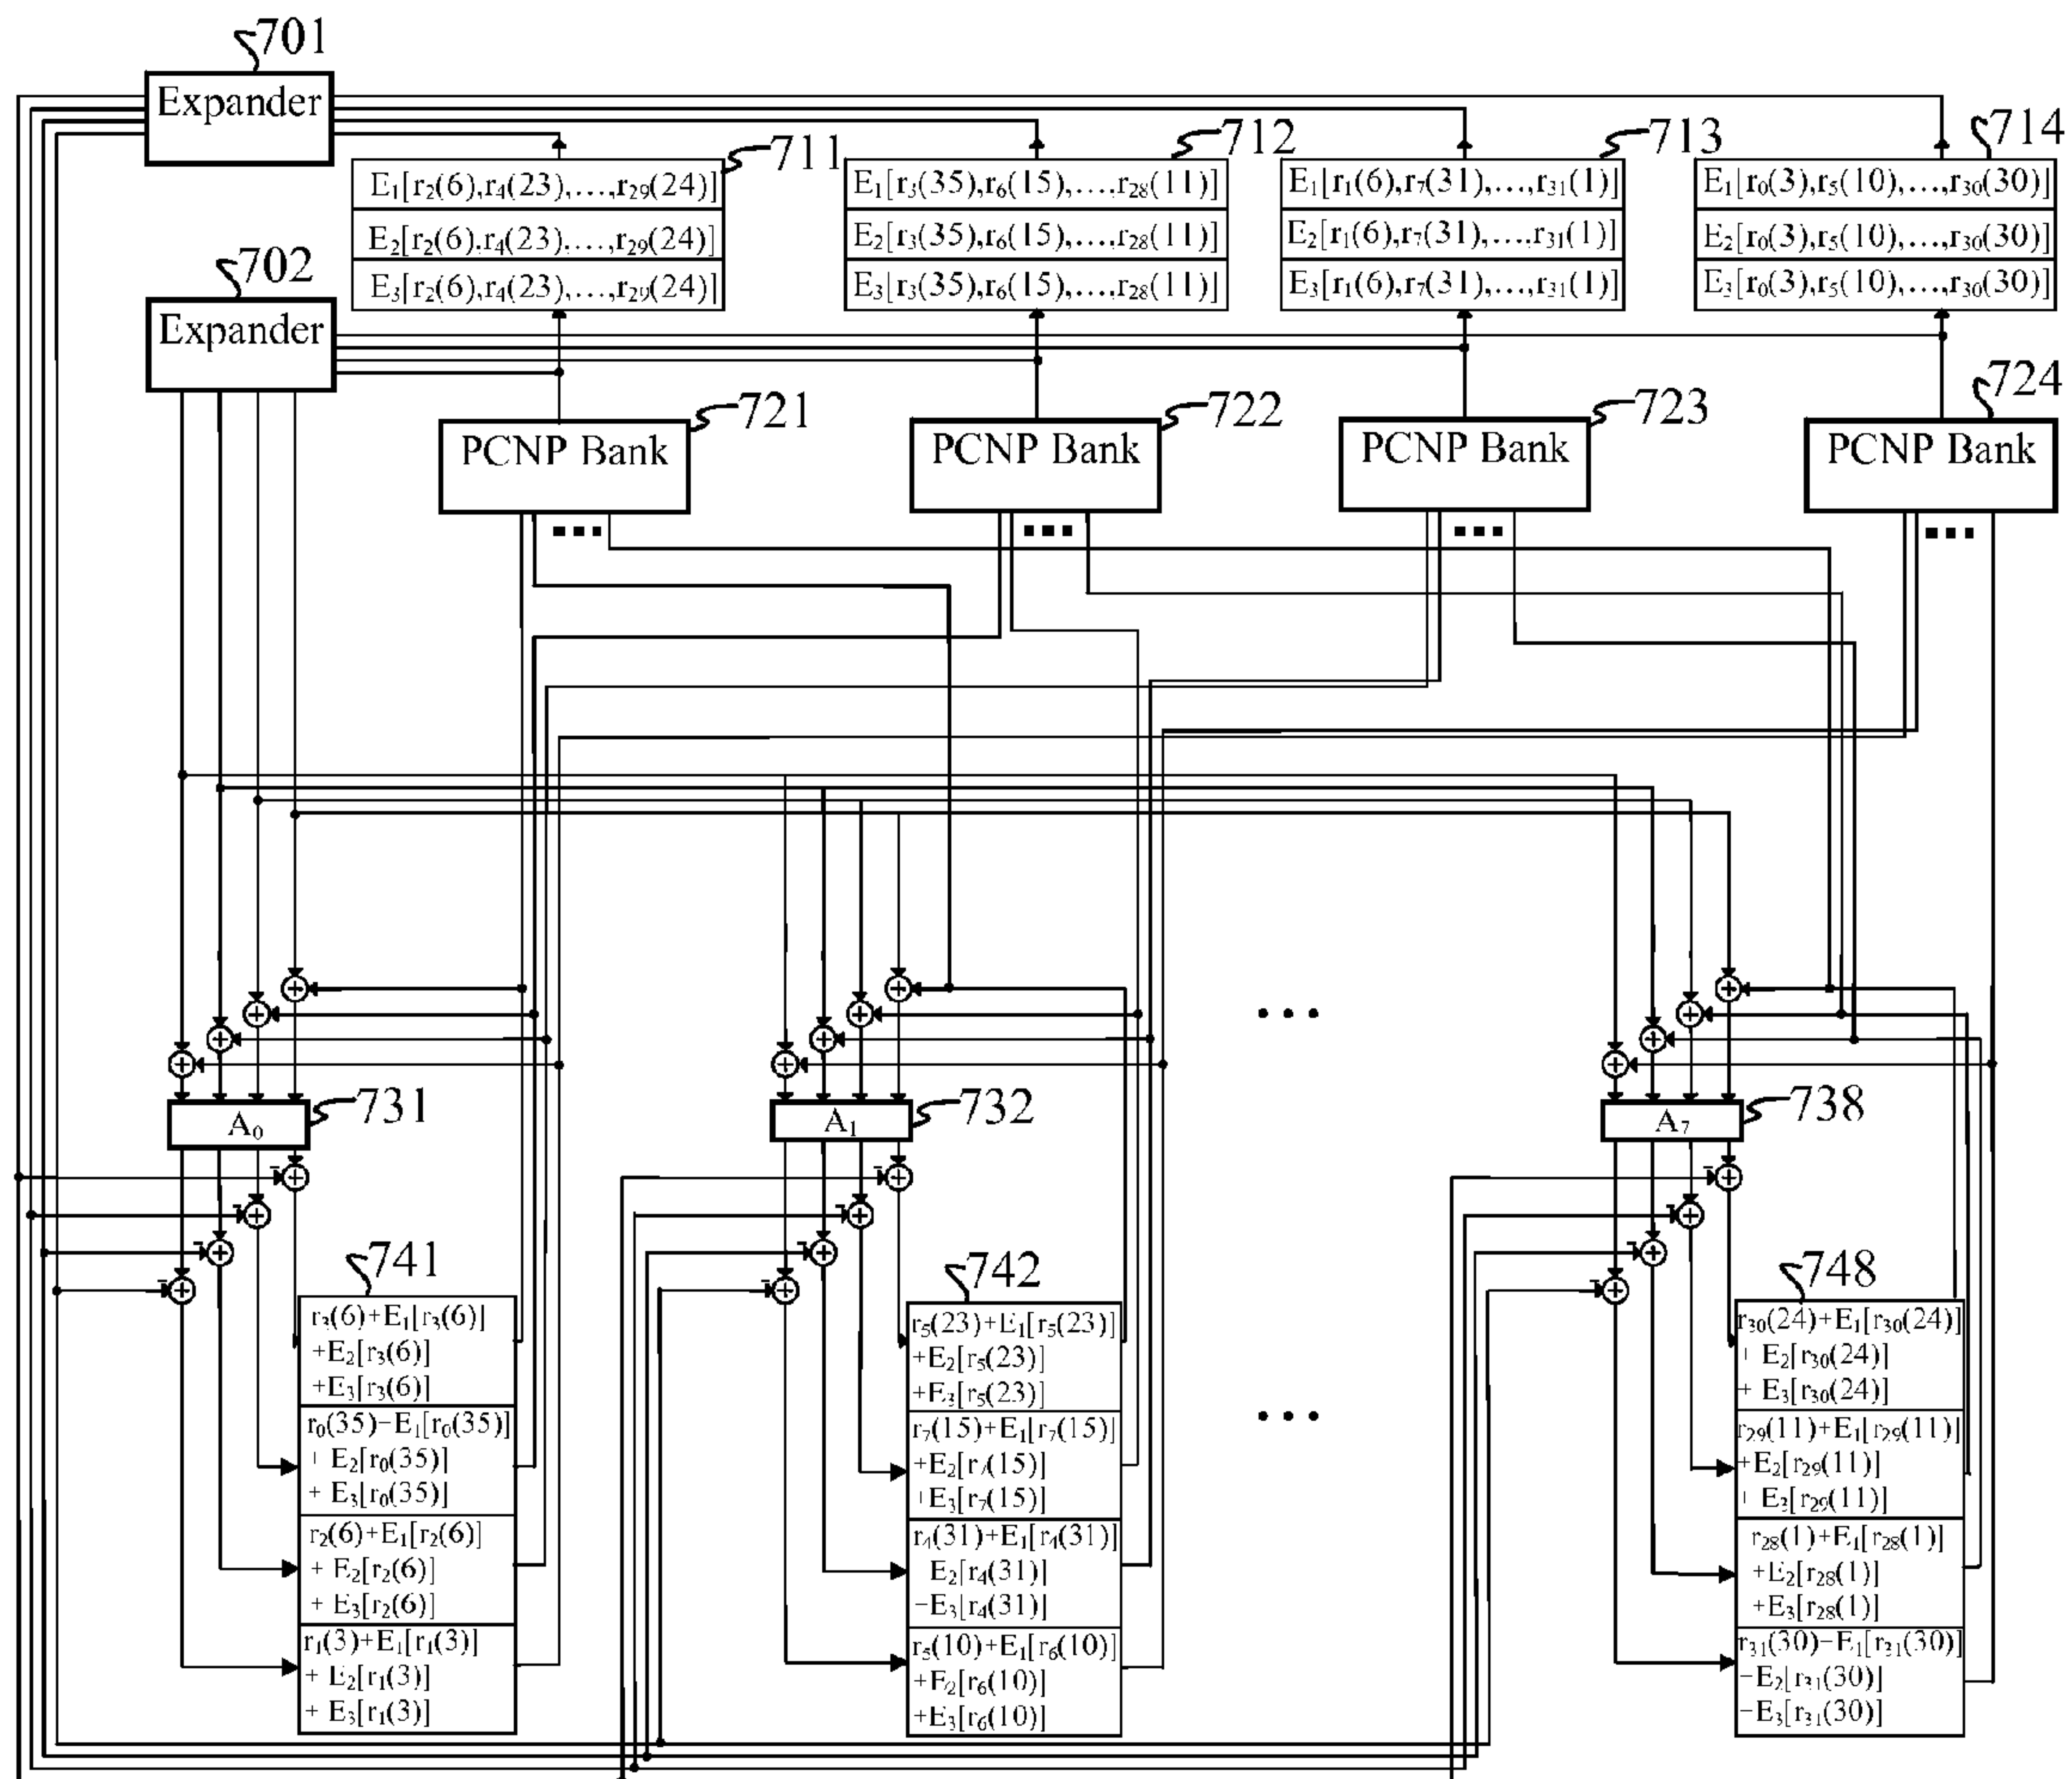 701
Expander
711
712
713
714
E₁[r₂(6),r₄(23),...,r₂₉(24)]
E₂[r₂(6),r₄(23),...,r₂₉(24)]
E₃[r₂(6),r₄(23),...,r₂₉(24)]
E₁[r₃(35),r₆(15),...,r₂₈(11)]
E₂[r₃(35),r₆(15),...,r₂₈(11)]
E₃[r₃(35),r₆(15),...,r₂₈(11)]
E₁[r₁(6),r₇(31),...,r₃₁(1)]
E₂[r₁(6),r₇(31),...,r₃₁(1)]
E₃[r₁(6),r₇(31),...,r₃₁(1)]
E₁[r₀(3),r₅(10),...,r₃₀(30)]
E₂[r₀(3),r₅(10),...,r₃₀(30)]
E₃[r₀(3),r₅(10),...,r₃₀(30)]
702
Expander
721
PCNP Bank
...
722
PCNP Bank
...
723
PCNP Bank
...
724
PCNP Bank
...
...
A₀
731
A₁
732
A₇
738
741
r₃(6)+E₁[r₃(6)]
+E₂[r₃(6)]
+E₃[r₃(6)]
r₀(35)−E₁[r₀(35)]
+ E₂[r₀(35)]
+ E₃[r₀(35)]
r₂(6)+E₁[r₂(6)]
+ E₂[r₂(6)]
+ E₃[r₂(6)]
r₁(3)+E₁[r₁(3)]
+ E₂[r₁(3)]
+ E₃[r₁(3)]
742
r₅(23)+E₁[r₅(23)]
+E₂[r₅(23)]
+E₃[r₅(23)]
r₇(15)+E₁[r₇(15)]
+E₂[r₇(15)]
+E₃[r₇(15)]
r₄(31)+E₁[r₄(31)]
E₂[r₄(31)]
−E₃[r₄(31)]
r₅(10)+E₁[r₆(10)]
+E₂[r₆(10)]
+E₃[r₆(10)]
...
748
r₃₀(24)+E₁[r₃₀(24)]
+ E₂[r₃₀(24)]
+ E₃[r₃₀(24)]
r₂₉(11)+E₁[r₂₉(11)]
+E₂[r₂₉(11)]
+ E₃[r₂₉(11)]
r₂₈(1)+E₁[r₂₈(1)]
+E₂[r₂₈(1)]
+E₃[r₂₈(1)]
r₃₁(30)−E₁[r₃₁(30)]
−E₂[r₃₁(30)]
−E₃[r₃₁(30)]